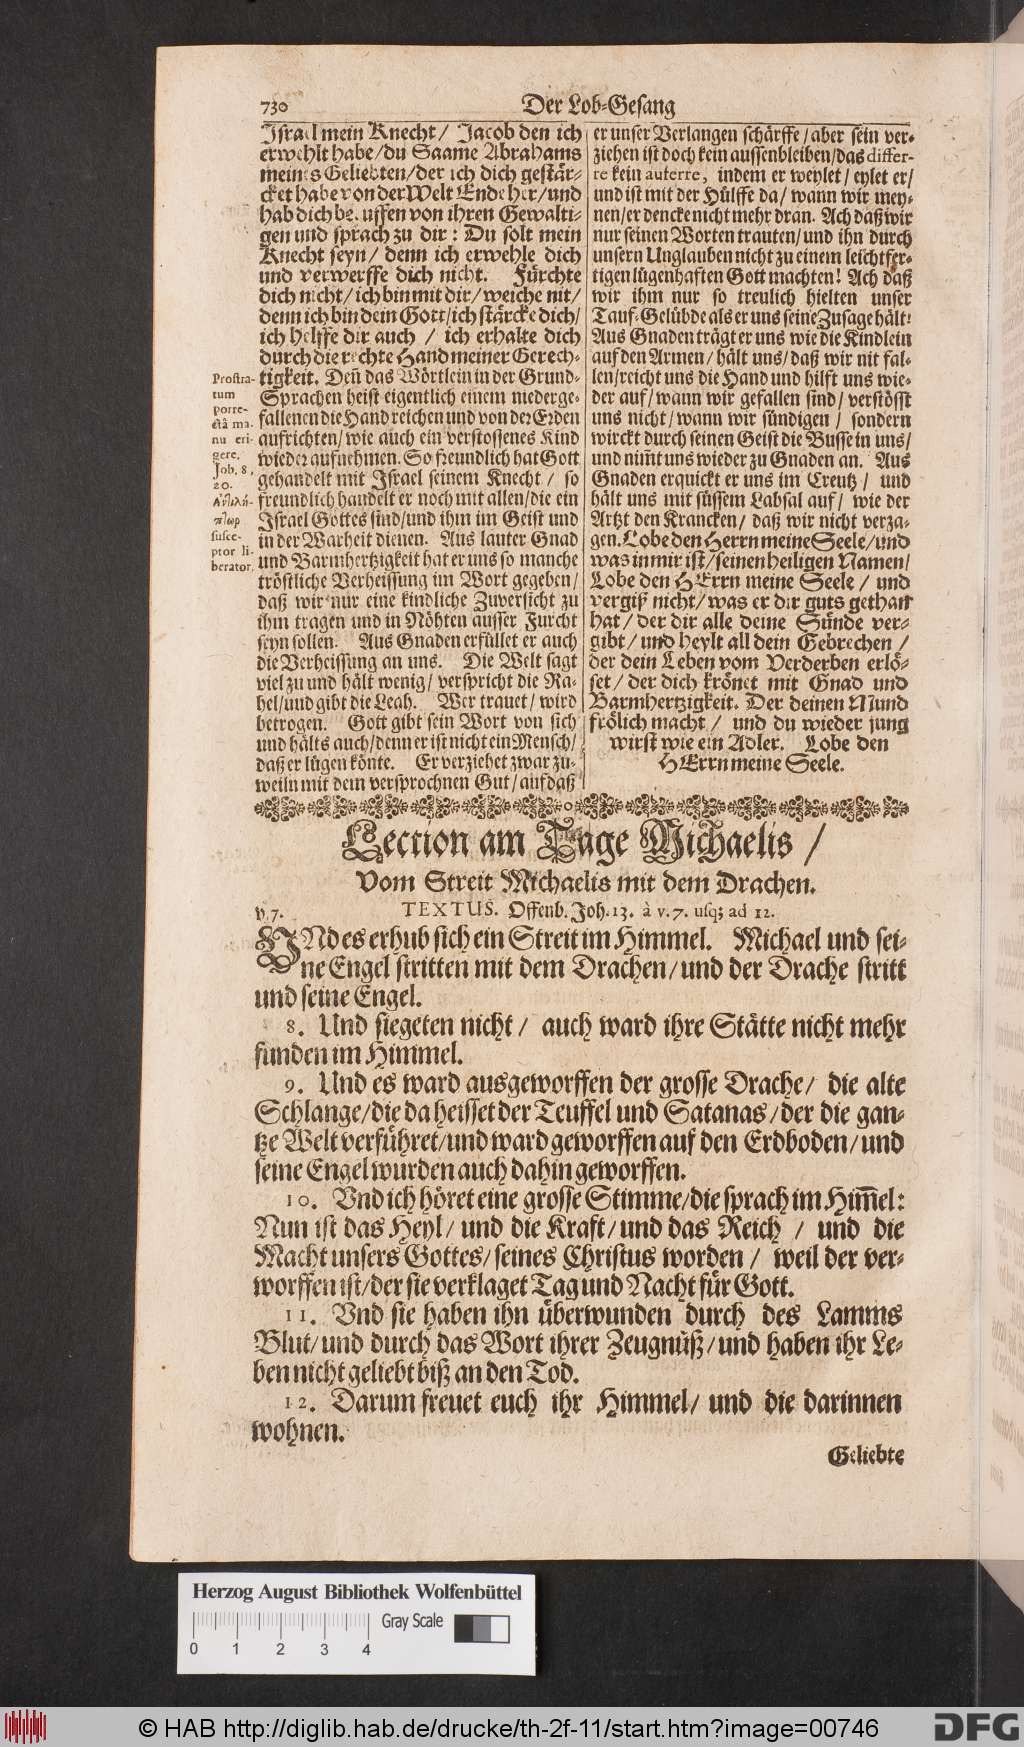 730
Der Lob-Gesang
Israel mein Knecht / Jacob den ich
erwehlt habe / du Saame Abrahams
meines Geliebten / der ich dich gestär-
cket habe von der Welt Ende her / und
hab dich beruffen von ihren Gewalti-
gen und sprach zu dir : Du solt mein
Knecht seyn / denn ich erwehle dich
und verwerffe dich nicht. Fürchte
dich nicht / ich bin mit dir / weiche nit /
denn ich bin dein Gott / ich stärcke dich /
ich helffe dir auch / ich erhalte dich
durch die rechte Hand meiner Gerech-
tigkeit. Deñ das Wörtlein in der Grund-
Sprachen heist eigentlich einem niederge-
fallenen die Hand reichen und von der Erden
aufrichten / wie auch ein verstossenes Kind
wieder aufnehmen. So freundlich hat Gott
gehandelt mit Israel seinem Knecht / so
freundlich handelt er noch mit allen / die ein
Israel Gottes sind / und ihm im Geist und
in der Warheit dienen. Aus lauter Gnad
und Barmhertzigkeit hat er uns so manche
tröstliche Verheissung im Wort gegeben /
daß wir nur eine kindliche Zuversicht zu
ihm tragen und in Nöhten ausser Furcht
seyn sollen. Aus Gnaden erfüllet er auch
die Verheissung an uns. Die Welt sagt
viel zu und hält wenig / verspricht die Ra-
hel / und gibt die Leah. Wer trauet / wird
betrogen. Gott gibt sein Wort von sich
und hälts auch / denn er ist nicht ein Mensch /
daß er lügen könte. Er verziehet zwar zu-
weiln mit dem versprochnen Gut / auf daß
Prostra-
tum
porre-
ctâ ma-
nu eri-
gere.
Job. 8,
20.
Ἀντιλή-
πτωρ
susce-
ptor li-
berator.
er unser Verlangen schärffe / aber sein ver-
ziehen ist doch kein aussenbleiben / das differ-
re kein auferre, indem er weylet / eylet er /
und ist mit der Hülffe da / wann wir mey-
nen / er dencke nicht mehr dran. Ach daß wir
nur seinen Worten trauten / und ihn durch
unsern Unglauben nicht zu einem leichtfer-
tigen lügenhaften Gott machten! Ach daß
wir ihm nur so treulich hielten unser
Tauf-Gelübde als er uns seine Zusage hält!
Aus Gnaden trägt er uns wie die Kindlein
auf den Armen / hält uns / daß wir nit fal-
len / reicht uns die Hand und hilft uns wie-
der auf / wann wir gefallen sind / verstösst
uns nicht / wann wir sündigen / sondern
wirckt durch seinen Geist die Busse in uns /
und nim̃t uns wieder zu Gnaden an. Aus
Gnaden erquickt er uns im Creutz / und
hält uns mit süssem Labsal auf / wie der
Artzt den Krancken / daß wir nicht verza-
gen. Lobe den Herrn meine Seele / und
was in mir ist / seinen heiligen Namen /
Lobe den HErrn meine Seele / und
vergiß nicht / was er dir guts gethan
hat / der dir alle deine Sünde ver-
gibt / und heylt all dein Gebrechen /
der dein Leben vom Verderben erlö-
set / der dich krönet mit Gnad und
Barmhertzigkeit. Der deinen Mund
frölich macht / und du wieder jung
wirst wie ein Adler. Lobe den
HErrn meine Seele.
Lection am Tage Michaelis /
Vom Streit Michaelis mit dem Drachen.
TEXTUS. Offenb. Joh. 13. à v. 7. usq; ad 12.
v. 7.
UNd es erhub sich ein Streit im Himmel. Michael und sei-
ne Engel stritten mit dem Drachen / und der Drache stritt
und seine Engel.
8. Und siegeten nicht / auch ward ihre Stätte nicht mehr
funden im Himmel.
9. Und es ward ausgeworffen der grosse Drache / die alte
Schlange / die da heisset der Teuffel und Satanas / der die gan-
tze Welt verführet / und ward geworffen auf den Erdboden / und
seine Engel wurden auch dahin geworffen.
10. Vnd ich höret eine grosse Stimme / die sprach im Him̃el:
Nun ist das Heyl / und die Kraft / und das Reich / und die
Macht unsers Gottes / seines Christus worden / weil der ver-
worffen ist / der sie verklaget Tag und Nacht für Gott.
11. Vnd sie haben ihn überwunden durch des Lamms
Blut / und durch das Wort ihrer Zeugnüß / und haben ihr Le-
ben nicht geliebt biß an den Tod.
12. Darum freuet euch ihr Himmel / und die darinnen
wohnen.
Geliebte
Herzog August Bibliothek Wolfenbüttel
Gray Scale
0 1 2 3 4
© HAB http://diglib.hab.de/drucke/th-2f-11/start.htm?image=00746
DFG